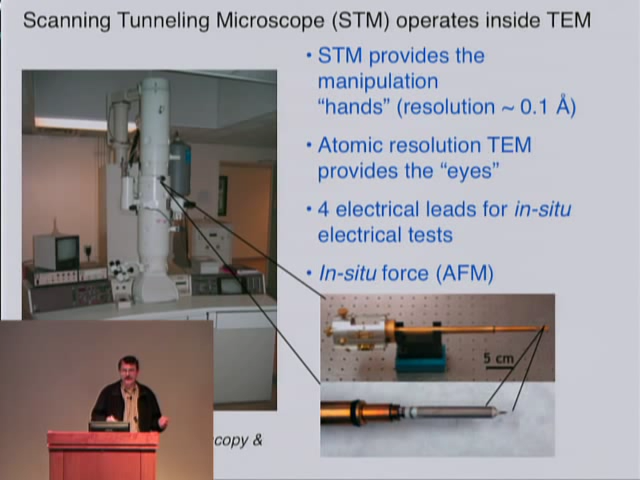 Scanning Tunneling Microscope (STM) operates inside TEM
• STM provides the
manipulation
“hands” (resolution ~ 0.1 Å)
• Atomic resolution TEM
provides the “eyes”
• 4 electrical leads for in-situ
electrical tests
• In-situ force (AFM)
5 cm
copy &